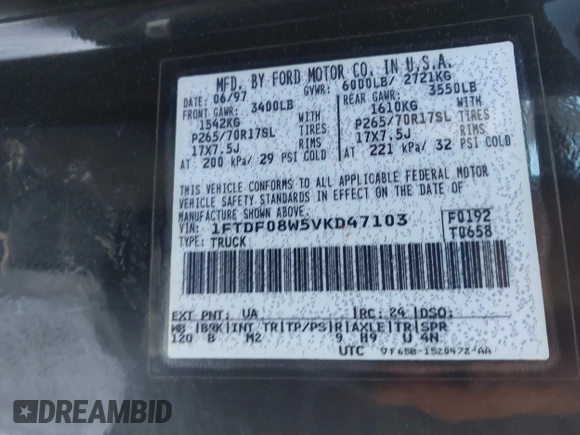 MFD. BY FORD MOTOR CO. IN U.S.A.
DATE: 06/97 GVWR: 6000LB/ 2721KG
FRONT GAWR: 3400LB REAR GAWR: 3550LB
1542KG 1610KG
P265/70R17SL TIRES P265/70R17SL TIRES
17X7.5J RIMS 17X7.5J RIMS
AT: 200 kPa/ 29 PSI COLD AT: 221 kPa/ 32 PSI COLD
THIS VEHICLE CONFORMS TO ALL APPLICABLE FEDERAL MOTOR
VEHICLE SAFETY STANDARDS IN EFFECT ON THE DATE OF
MANUFACTURE SHOWN ABOVE.
VIN: 1FTDF08W5VKD47103 F0192
TYPE: TRUCK T0658
EXT PNT: UA RC: 24 DSO:
WB BRK INT TR TP/PS R AXLE TR SPR
120 B M2 9 H9 U 4N
UTC F65B-1520472-AA
DREAMBID